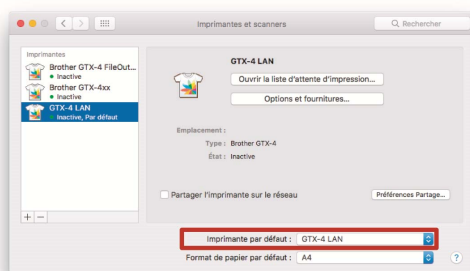 Imprimantes et scanners
Rechercher
Imprimantes
Brother GTX-4 FileOut...
Inactive
Brother GTX-4xx
Inactive
GTX-4 LAN
Inactive, Par défaut
+ −
GTX-4 LAN
Ouvrir la liste d'attente d'impression...
Options et fournitures...
Emplacement :
Type : Brother GTX-4
État : Inactive
Partager l'imprimante sur le réseau
Préférences Partage...
Imprimante par défaut : GTX-4 LAN
Format de papier par défaut : A4
?